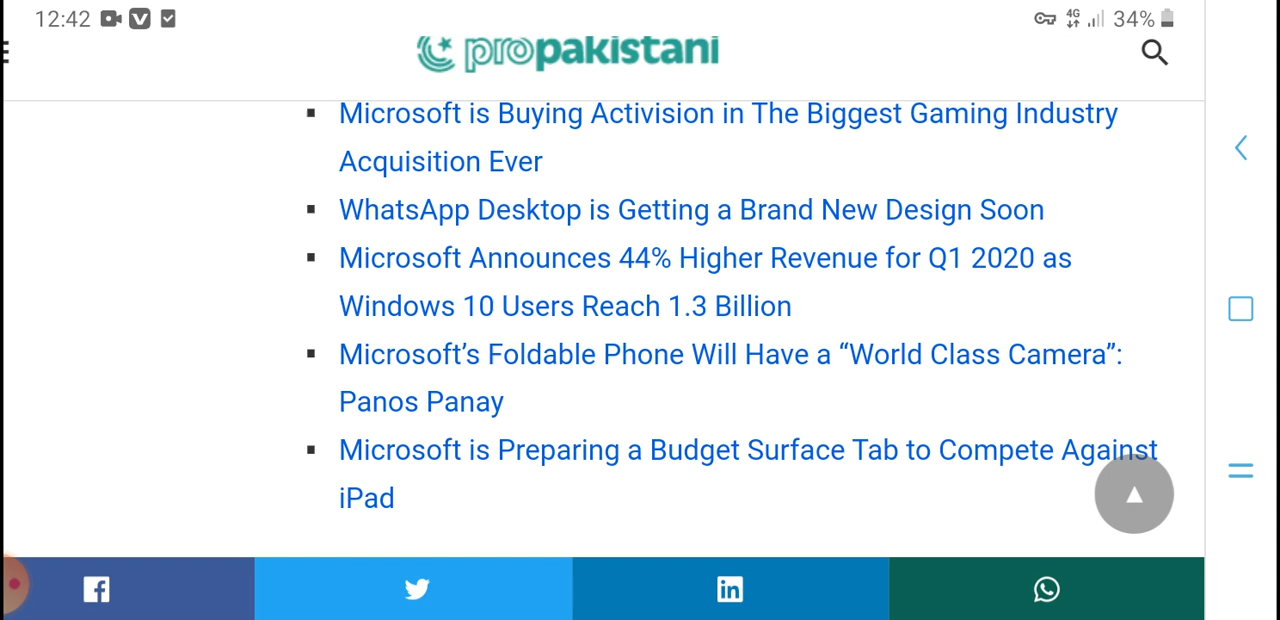 12:42 34%
4G
propakistani
▪ Microsoft is Buying Activision in The Biggest Gaming Industry
Acquisition Ever
▪ WhatsApp Desktop is Getting a Brand New Design Soon
▪ Microsoft Announces 44% Higher Revenue for Q1 2020 as
Windows 10 Users Reach 1.3 Billion
▪ Microsoft’s Foldable Phone Will Have a “World Class Camera”:
Panos Panay
▪ Microsoft is Preparing a Budget Surface Tab to Compete Against
iPad